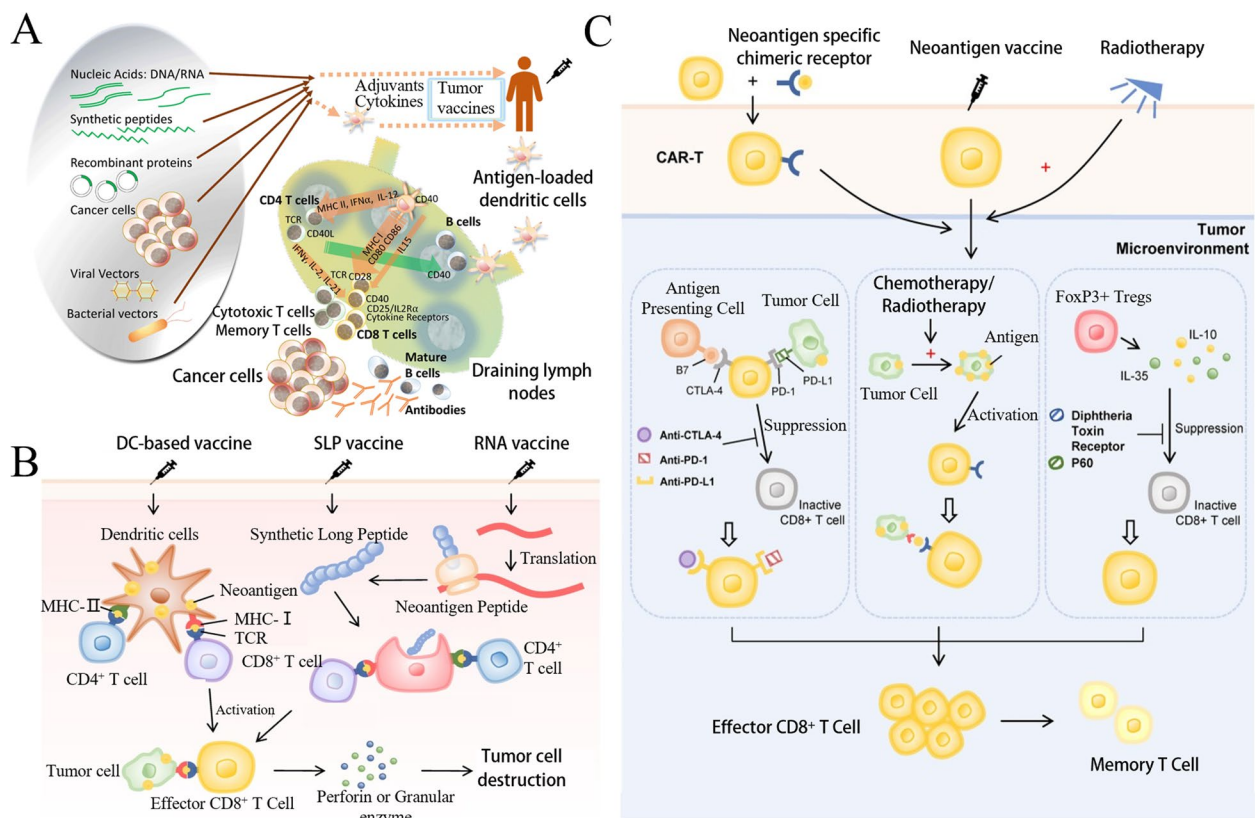 A
Nucleic Acids: DNA/RNA
Synthetic peptides
Recombinant proteins
Cancer cells
Viral Vectors
Bacterial vectors
Adjuvants
Cytokines
Tumor
vaccines
Antigen-loaded
dendritic cells
CD4 T cells
MHC II, IFNα, IL-12
CD40
B cells
TCR
CD40L
MHC I
CD80 CD86
IL15
IFNγ, IL-2, IL-21
TCR
CD28
CD40
CD40
CD25/IL2Rα
Cytokine Receptors
Cytotoxic T cells
Memory T cells
CD8 T cells
Cancer cells
Mature
B cells
Antibodies
Draining lymph
nodes
B
DC-based vaccine
SLP vaccine
RNA vaccine
Dendritic cells
Synthetic Long Peptide
Translation
Neoantigen
Neoantigen Peptide
MHC-II
MHC-I
TCR
CD4⁺ T cell
CD8⁺ T cell
CD4⁺
T cell
Activation
Tumor cell
Effector CD8⁺ T Cell
Perforin or Granular
enzyme
Tumor cell
destruction
C
Neoantigen specific
chimeric receptor
Neoantigen vaccine
Radiotherapy
+
CAR-T
+
Tumor
Microenvironment
Antigen
Presenting Cell
Tumor Cell
B7
CTLA-4
PD-1
PD-L1
Suppression
Anti-CTLA-4
Anti-PD-1
Anti-PD-L1
Inactive
CD8+ T cell
Chemotherapy/
Radiotherapy
+
Antigen
Tumor Cell
Activation
FoxP3+ Tregs
IL-10
IL-35
Diphtheria
Toxin
Receptor
P60
Suppression
Inactive
CD8+ T cell
Effector CD8⁺ T Cell
Memory T Cell